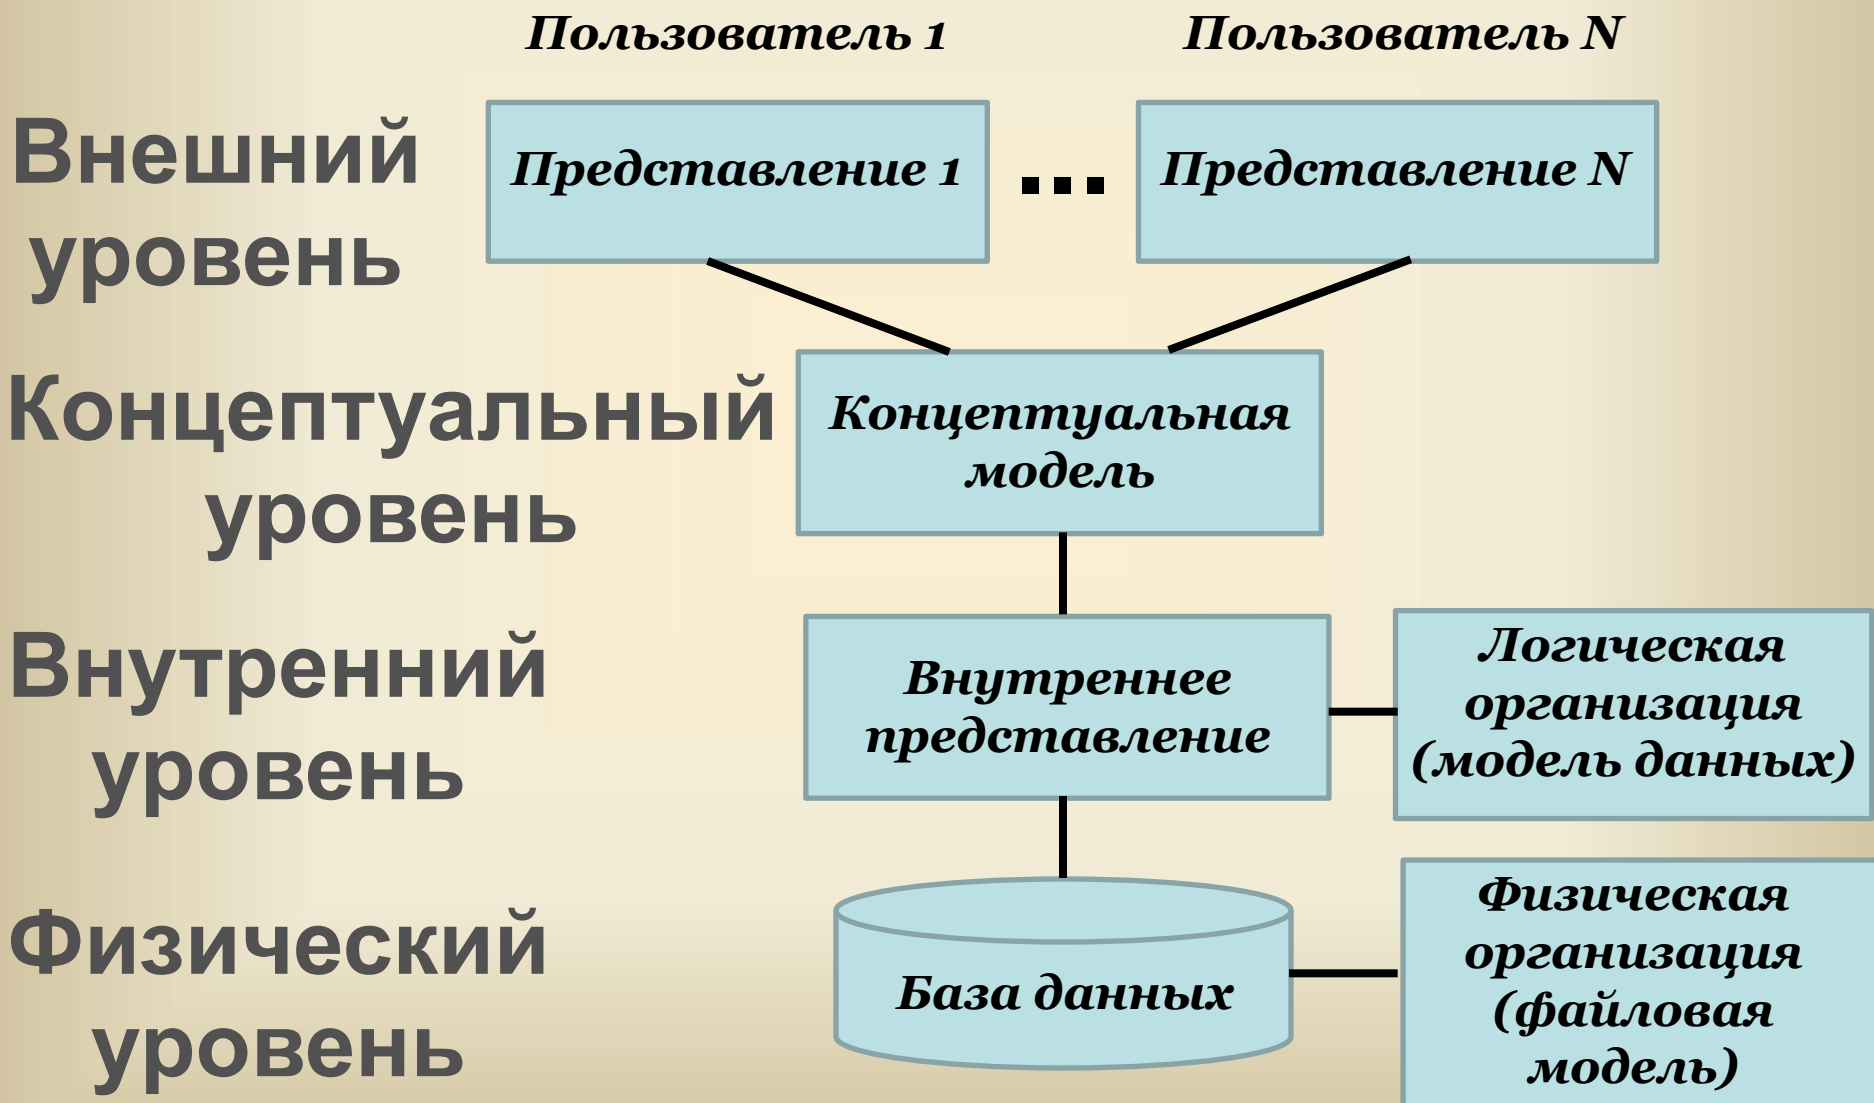 Пользователь 1
Пользователь N
Внешний
уровень
Представление 1
...
Представление N
Концептуальный
уровень
Концептуальная
модель
Внутренний
уровень
Внутреннее
представление
Логическая
организация
(модель данных)
Физический
уровень
База данных
Физическая
организация
(файловая
модель)